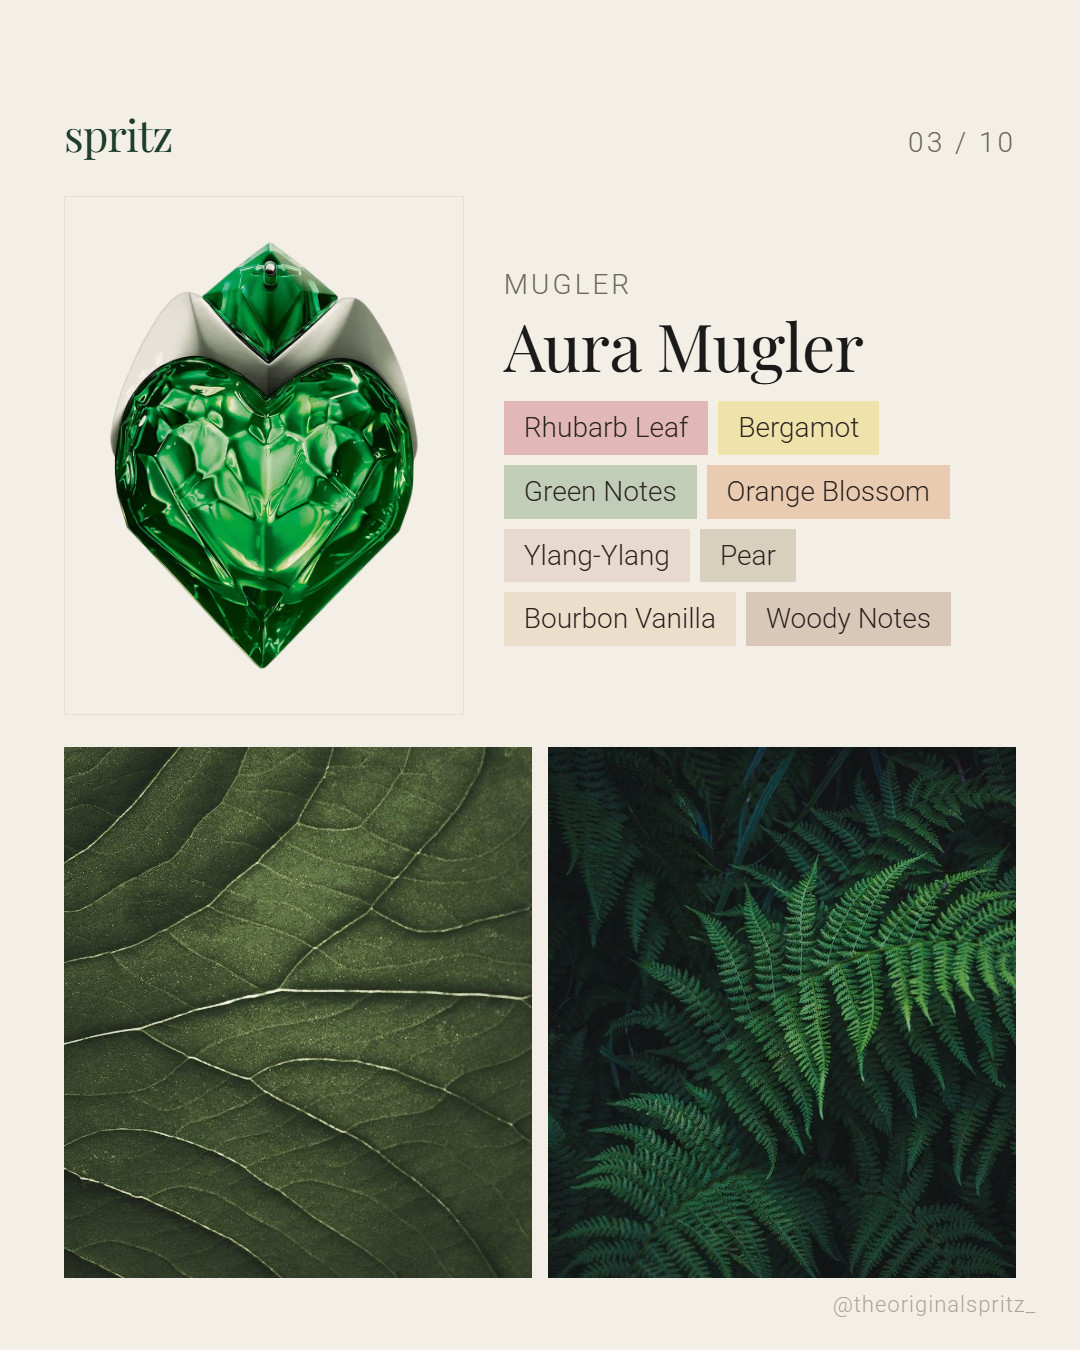 spritz
03 / 10
MUGLER
Aura Mugler
Rhubarb Leaf Bergamot
Green Notes Orange Blossom
Ylang-Ylang Pear
Bourbon Vanilla Woody Notes
@theoriginalspritz_